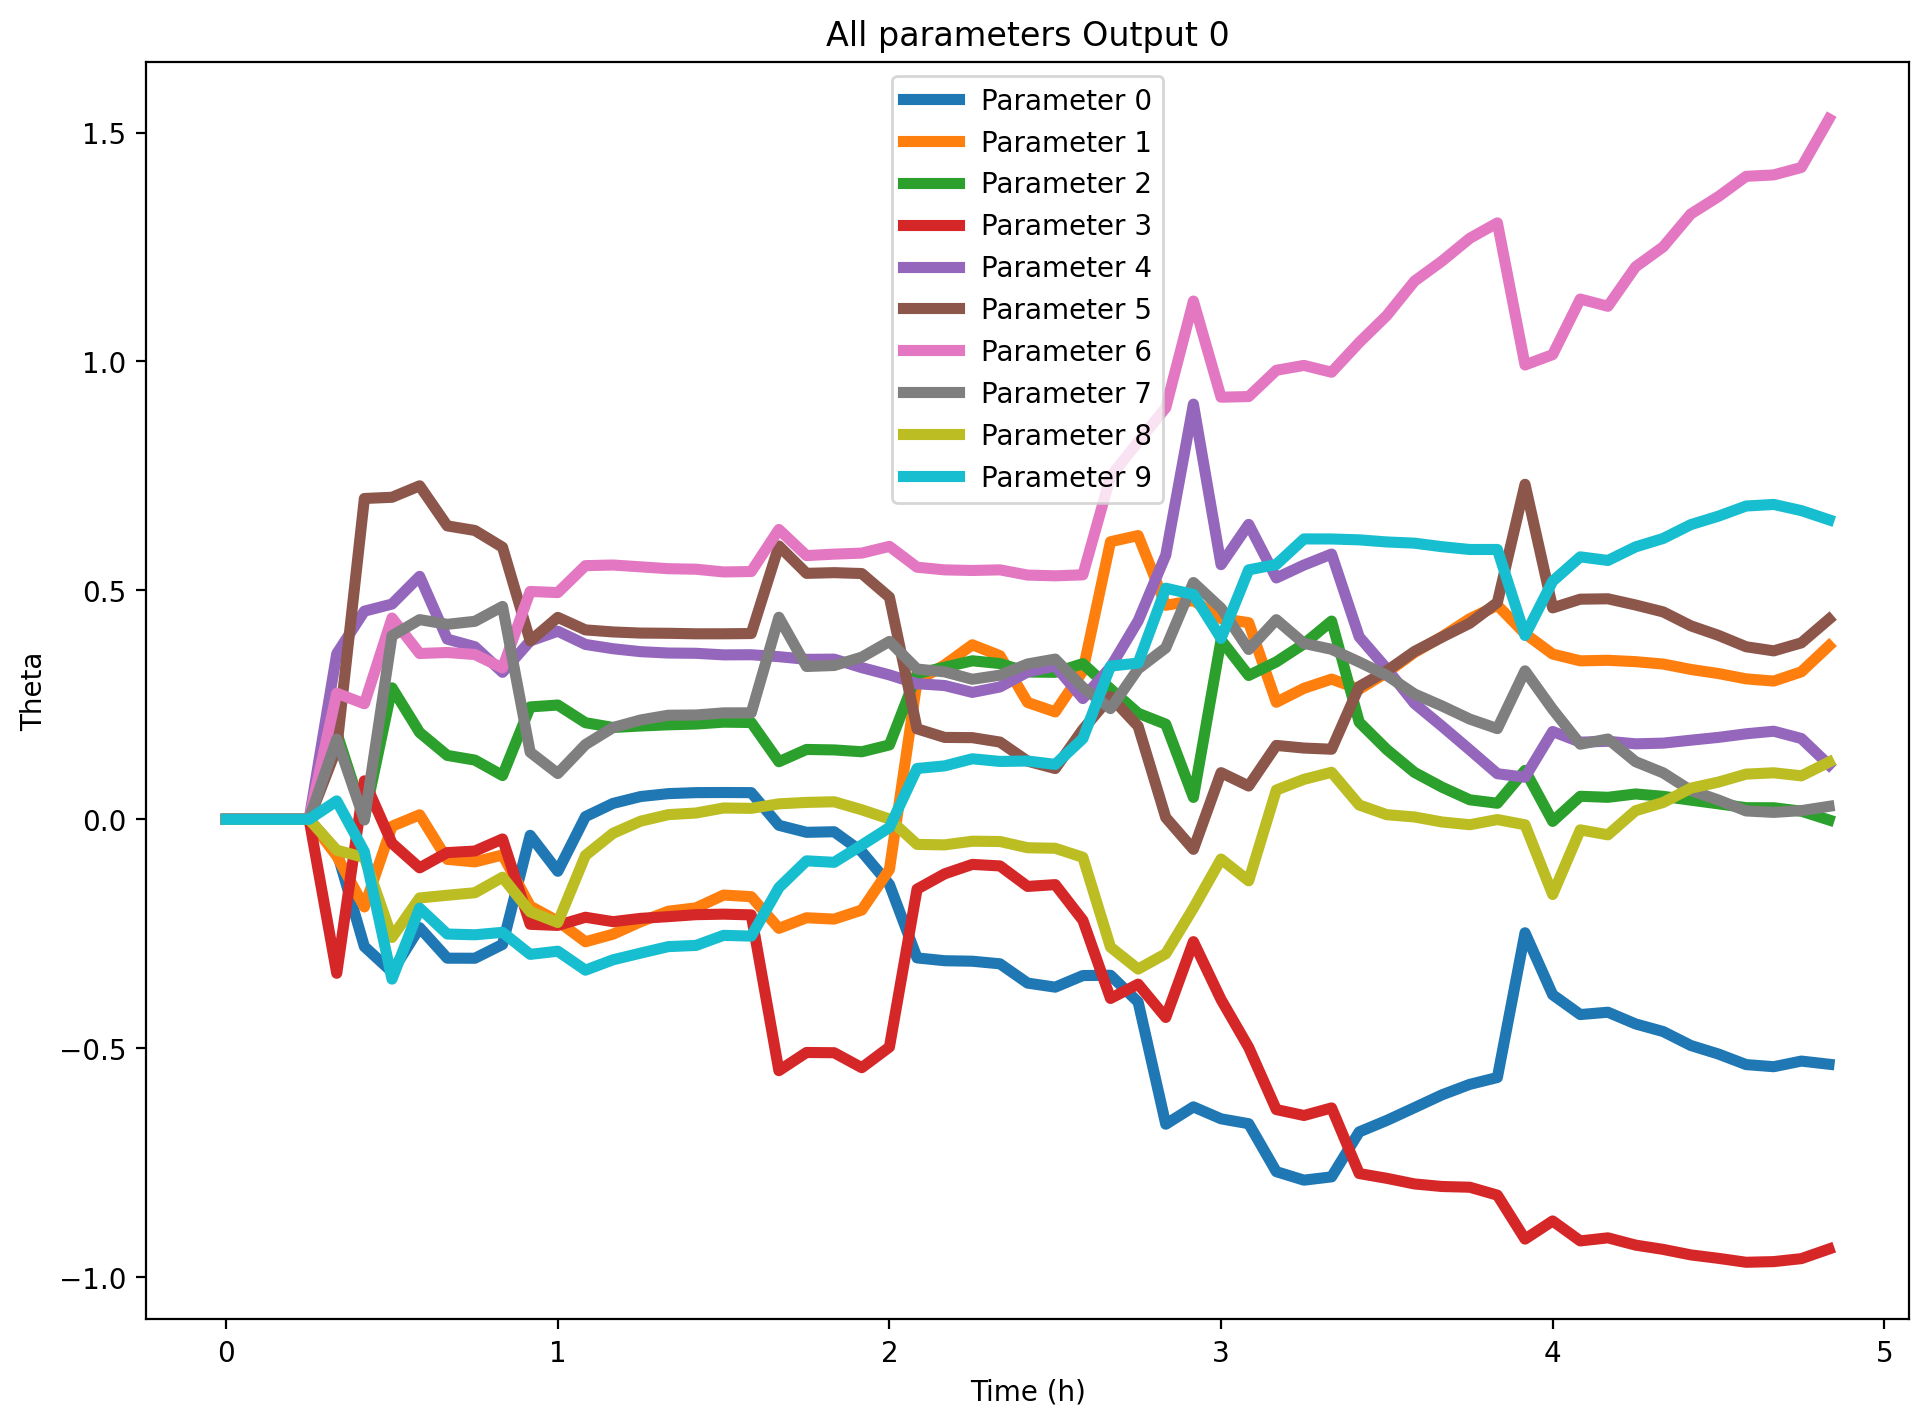 All parameters Output 0
Parameter 0
Parameter 1
Parameter 2
Parameter 3
Parameter 4
Parameter 5
Parameter 6
Parameter 7
Parameter 8
Parameter 9
1.5
1.0
0.5
0.0
−0.5
−1.0
Theta
0 1 2 3 4 5
Time (h)